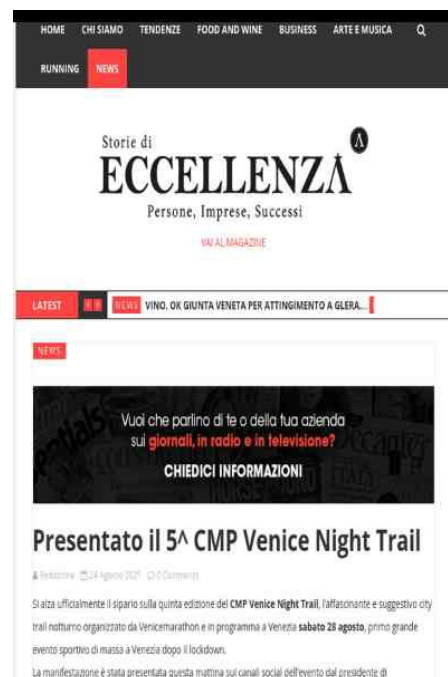 HOME CHI SIAMO TENDENZE FOOD AND WINE BUSINESS ARTE E MUSICA
RUNNING NEWS
Storie di
ECCELLENZA
Persone, Imprese, Successi
VAI AL MAGAZINE
LATEST NEWS VINO. OK GIUNTA VENETA PER ATTINGIMENTO A GLERA...
NEWS
Vuoi che parlino di te o della tua azienda
sui giornali, in radio e in televisione?
CHIEDICI INFORMAZIONI
Presentato il 5^ CMP Venice Night Trail
Redazione 24 Agosto 2021 0 Comments
Si alza ufficialmente il sipario sulla quinta edizione del CMP Venice Night Trail, l'affascinante e suggestivo city
trail notturno organizzato da Venicemarathon e in programma a Venezia sabato 28 agosto, primo grande
evento sportivo di massa a Venezia dopo il lockdown.
La manifestazione è stata presentata questa mattina sui canali social dell'evento dal presidente di